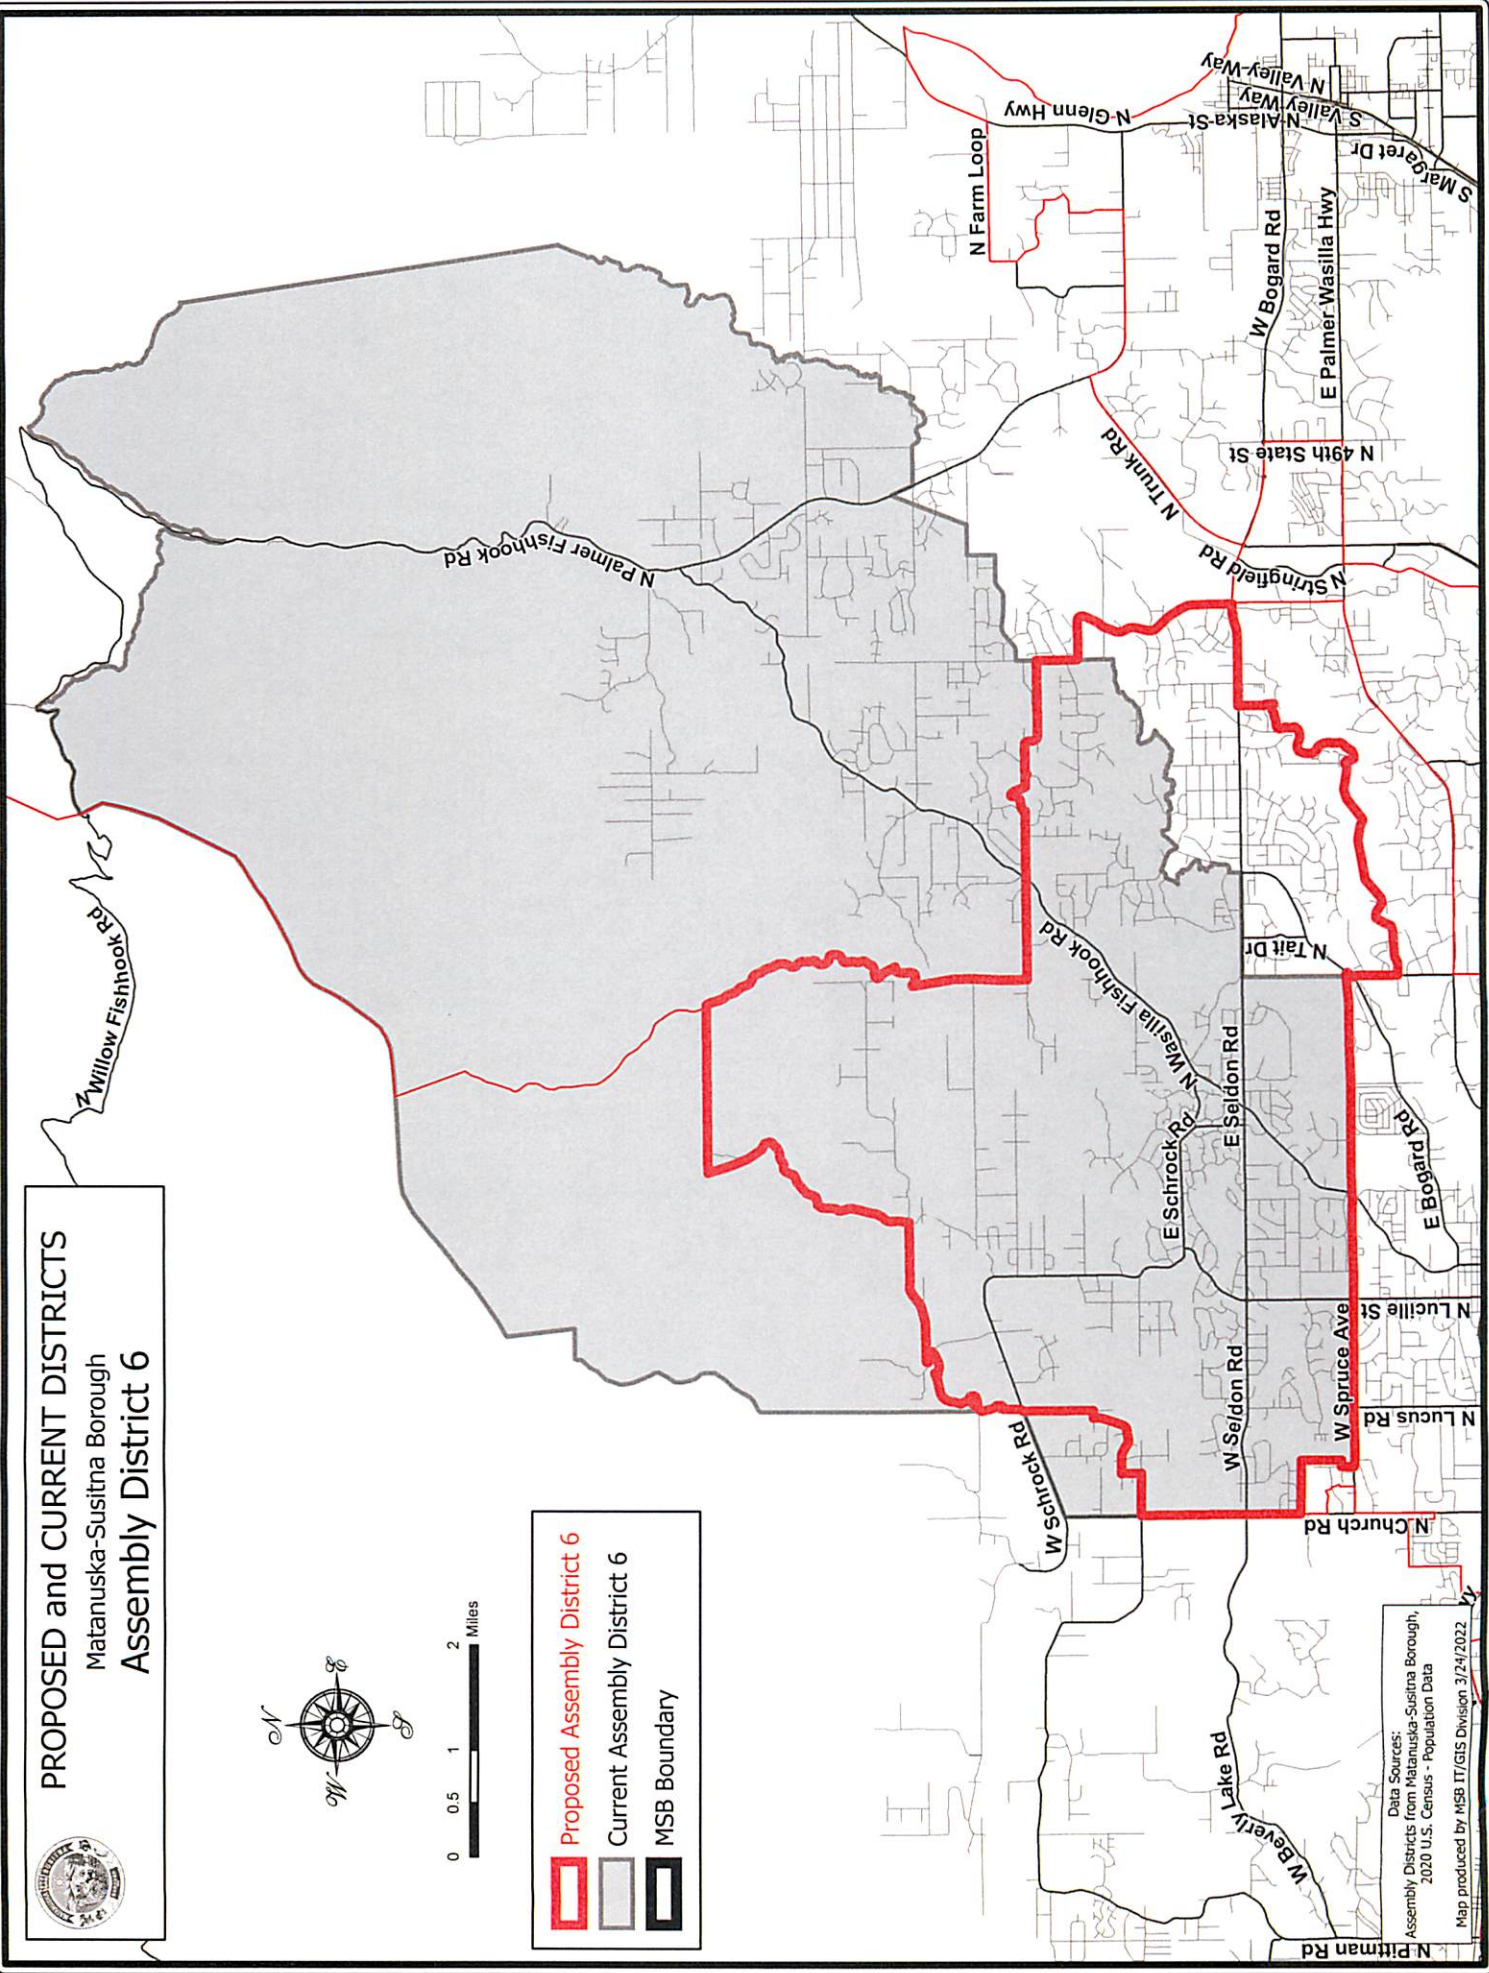 PROPOSED and CURRENT DISTRICTS
Matanuska-Susitna Borough
Assembly District 6
N
E
S
W
0 0.5 1 2
Miles
Proposed Assembly District 6
Current Assembly District 6
MSB Boundary
N Willow Fishhook Rd
N Palmer Fishhook Rd
N Glenn Hwy
N Farm Loop
N Valley Way
S Valley Way
N Alaska St
S Margaret Dr
W Bogard Rd
E Palmer-Wasilla Hwy
N 49th State St
N Trunk Rd
N Stringfield Rd
N Wasilla Fishhook Rd
N Tait Dr
E Seldon Rd
E Schrock Rd
E Bogard Rd
N Lucille St
W Spruce Ave
W Seldon Rd
N Lucus Rd
W Schrock Rd
N Church Rd
W Beverly Lake Rd
N Pittman Rd
Data Sources:
Assembly Districts from Matanuska-Susitna Borough,
2020 U.S. Census - Population Data
Map produced by MSB IT/GIS Division 3/24/2022